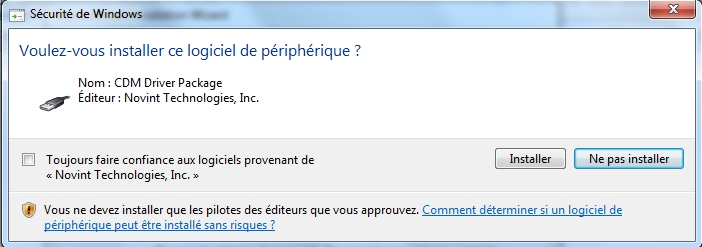 Sécurité de Windows
Voulez-vous installer ce logiciel de périphérique ?
Nom : CDM Driver Package
Éditeur : Novint Technologies, Inc.
Toujours faire confiance aux logiciels provenant de
« Novint Technologies, Inc. »
Installer
Ne pas installer
Vous ne devez installer que les pilotes des éditeurs que vous approuvez. Comment déterminer si un logiciel de
périphérique peut être installé sans risques ?